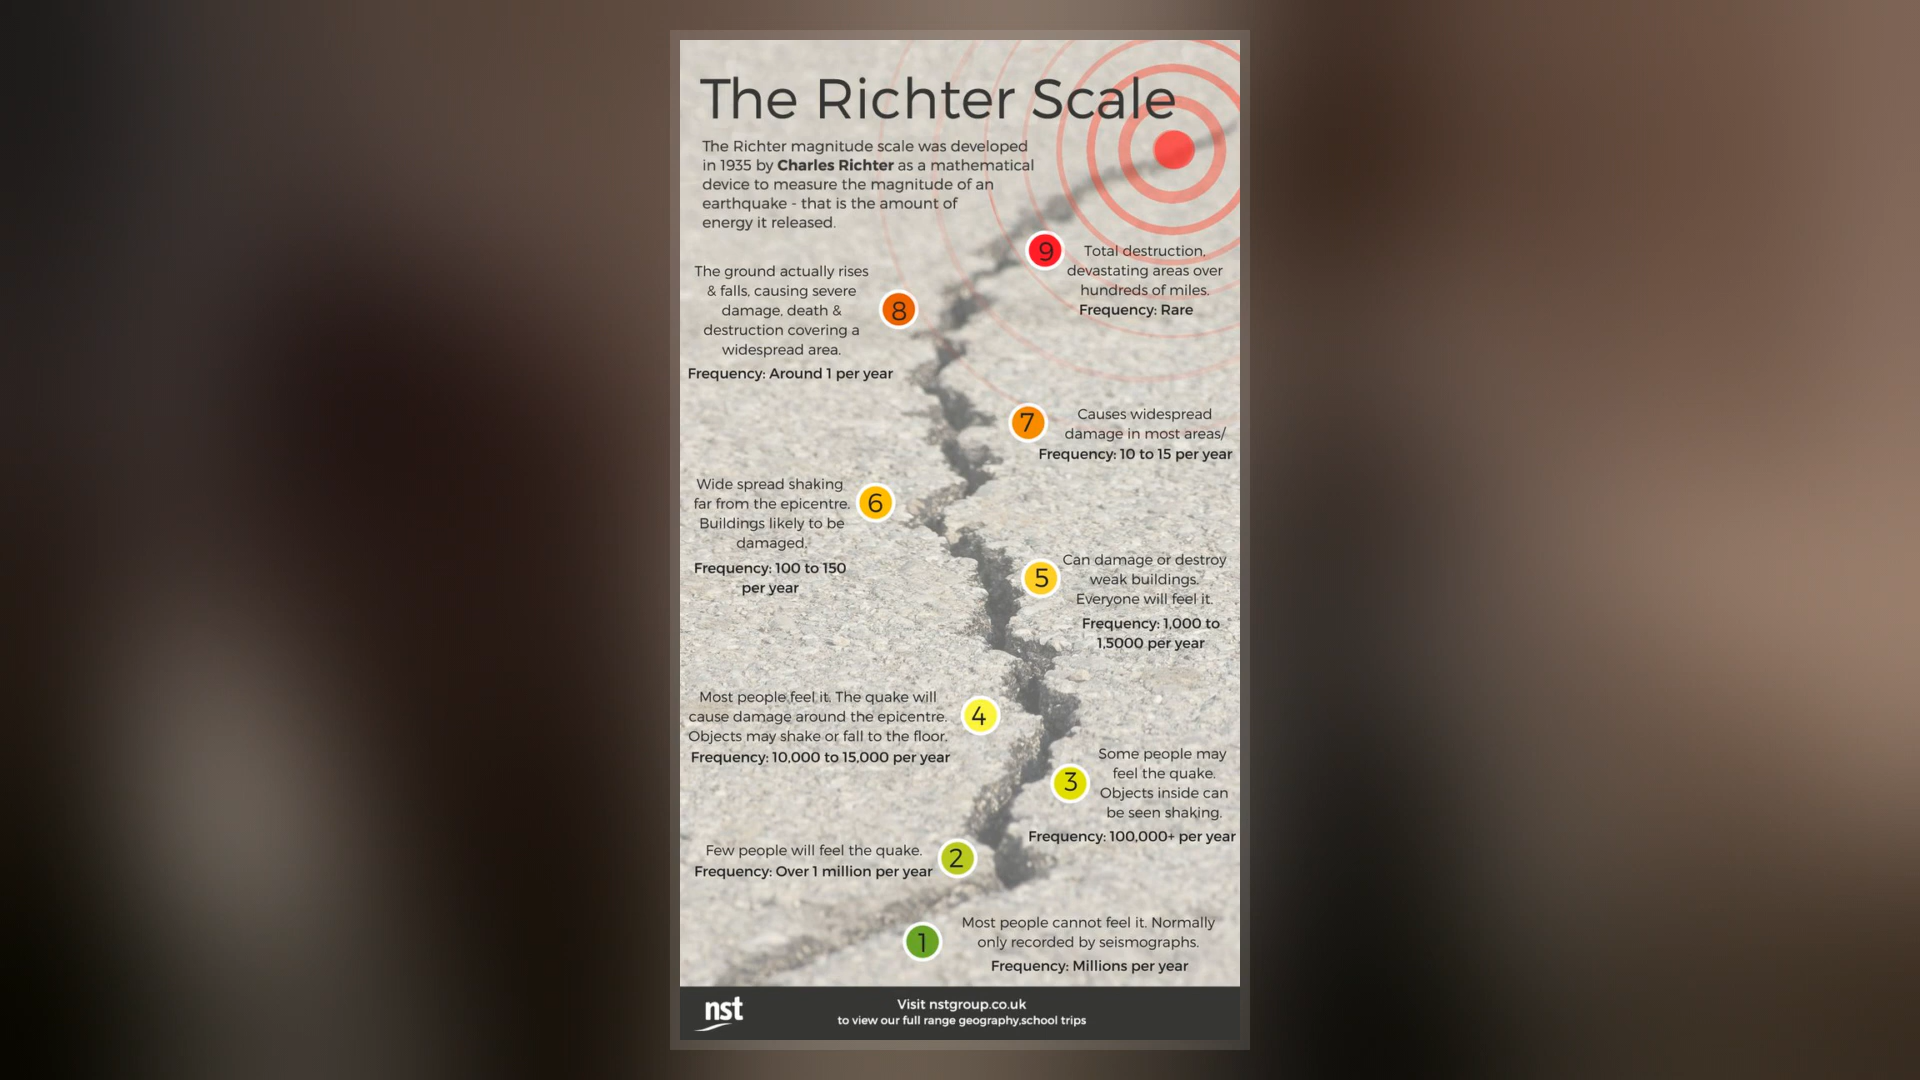 The Richter Scale
The Richter magnitude scale was developed
in 1935 by Charles Richter as a mathematical
device to measure the magnitude of an
earthquake - that is the amount of
energy it released.
9
Total destruction,
devastating areas over
hundreds of miles.
Frequency: Rare
The ground actually rises
& falls, causing severe
damage, death &
destruction covering a
widespread area.
Frequency: Around 1 per year
8
7
Causes widespread
damage in most areas/
Frequency: 10 to 15 per year
Wide spread shaking
far from the epicentre.
Buildings likely to be
damaged.
Frequency: 100 to 150
per year
6
5
Can damage or destroy
weak buildings.
Everyone will feel it.
Frequency: 1,000 to
1,5000 per year
Most people feel it. The quake will
cause damage around the epicentre.
Objects may shake or fall to the floor.
Frequency: 10,000 to 15,000 per year
4
3
Some people may
feel the quake.
Objects inside can
be seen shaking.
Frequency: 100,000+ per year
Few people will feel the quake.
Frequency: Over 1 million per year
2
1
Most people cannot feel it. Normally
only recorded by seismographs.
Frequency: Millions per year
nst
Visit nstgroup.co.uk
to view our full range geography,school trips